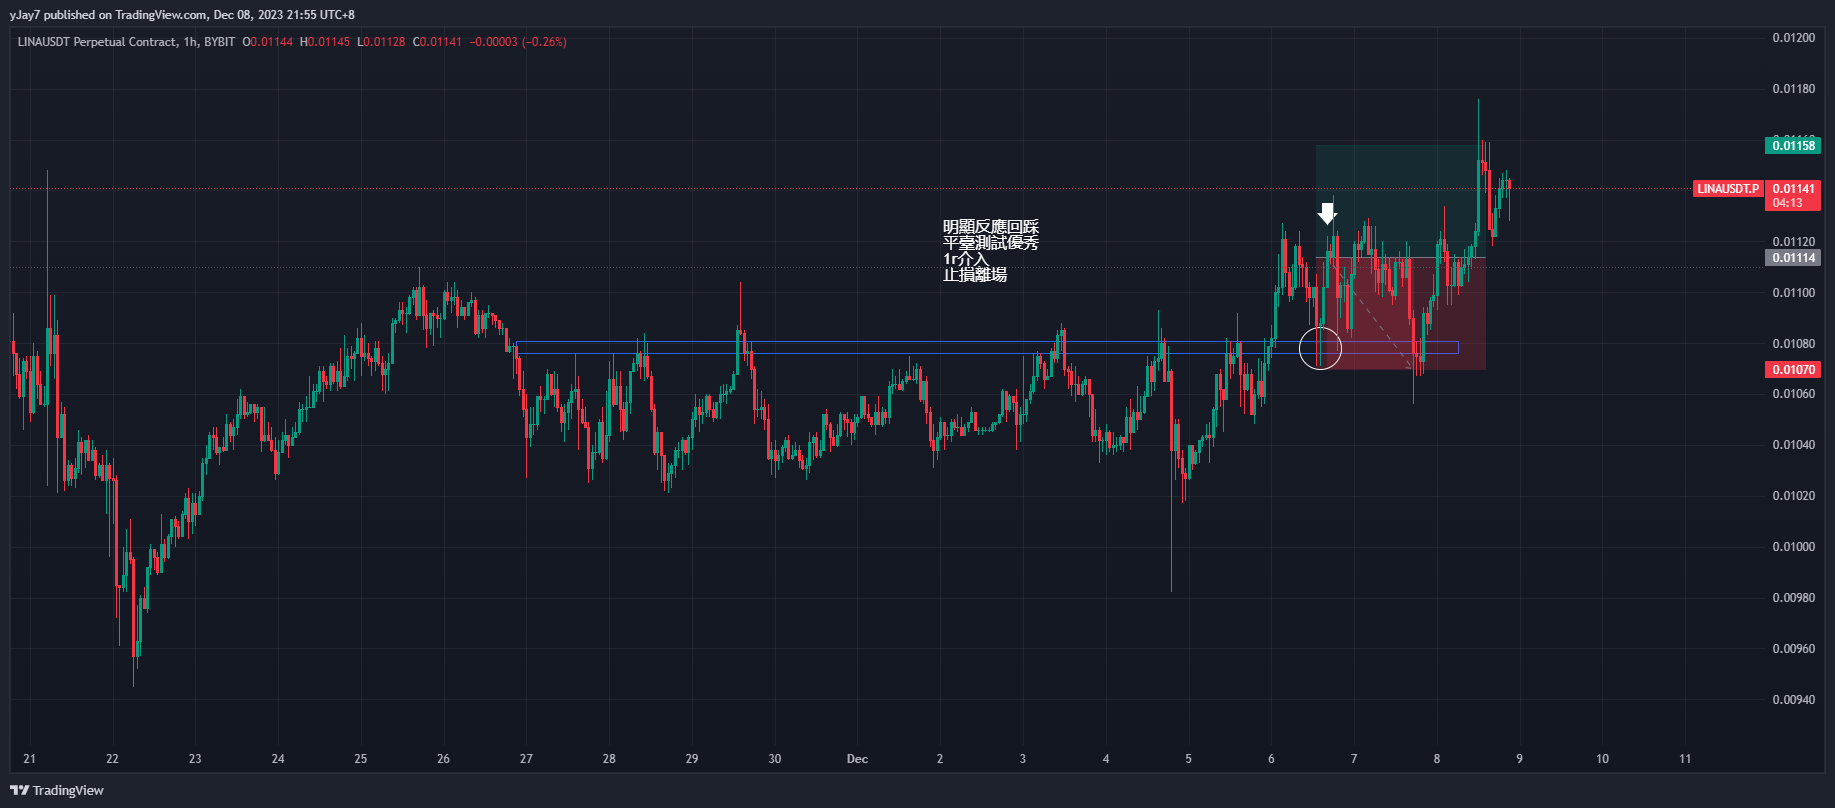 yJay7 published on TradingView.com, Dec 08, 2023 21:55 UTC+8
LINAUSDT Perpetual Contract, 1h, BYBIT O0.01144 H0.01145 L0.01128 C0.01141 −0.00003 (−0.26%)
0.01200
0.01180
0.01158
LINAUSDT.P 0.01141
04:13
明顯反應回踩
平臺測試優秀
1r介入
止損離場
0.01120
0.01114
0.01100
0.01080
0.01070
0.01060
0.01040
0.01020
0.01000
0.00980
0.00960
0.00940
21 22 23 24 25 26 27 28 29 30 Dec 2 3 4 5 6 7 8 9 10 11
TradingView